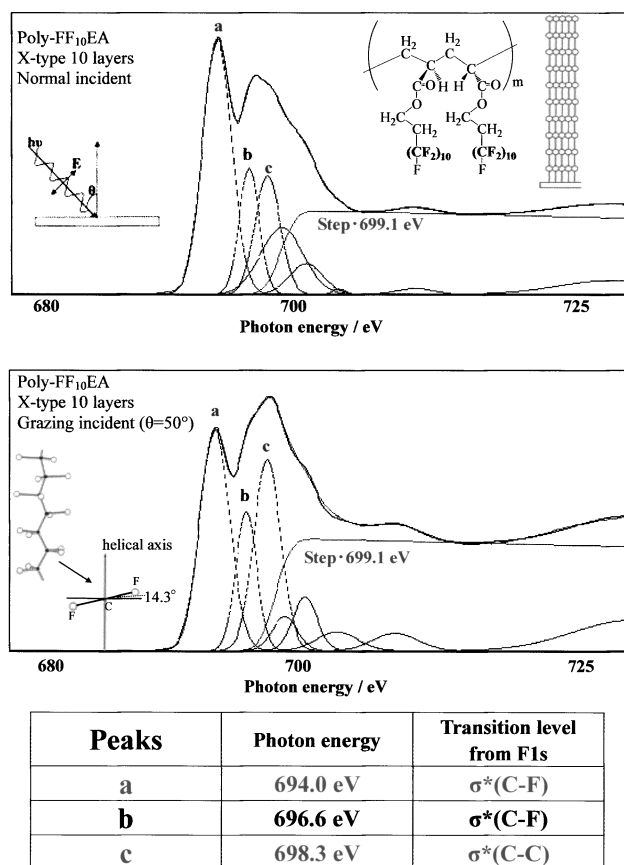 Poly-FF₁₀EA
X-type 10 layers
Normal incident
hν
E
θ
a
b
c
H₂
C
H₂
C
C
C
H
H
C=O
C=O
O
O
m
H₂C
CH₂
H₂C
CH₂
(CF₂)₁₀
(CF₂)₁₀
F
F
Step・699.1 eV
680
700
725
Photon energy / eV
Poly-FF₁₀EA
X-type 10 layers
Grazing incident (θ=50°)
a
b
c
helical axis
F
C
F
14.3°
Step・699.1 eV
680
700
725
Photon energy / eV
Peaks Photon energy Transition level
from F1s
a 694.0 eV σ*(C-F)
b 696.6 eV σ*(C-F)
c 698.3 eV σ*(C-C)